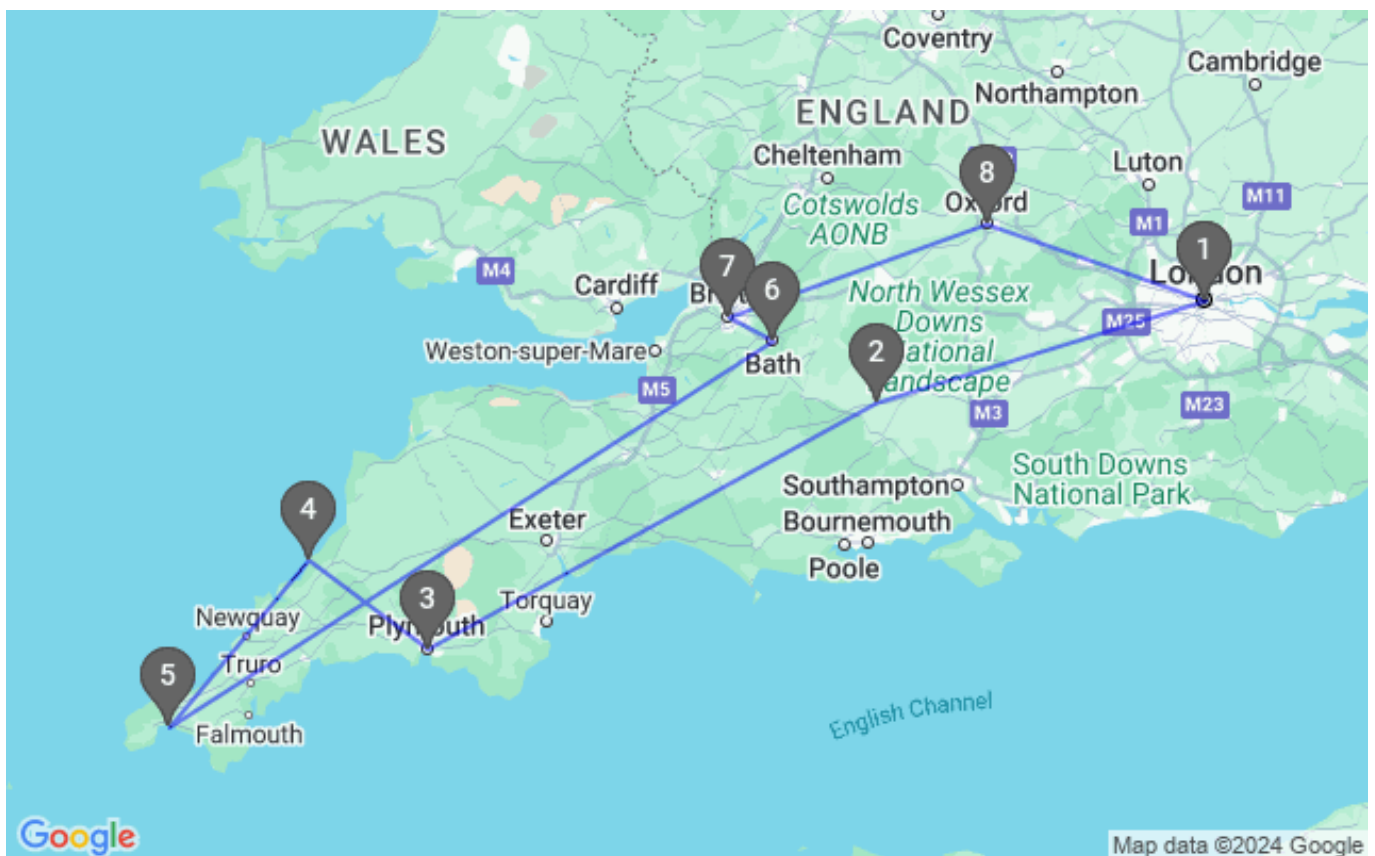 Coventry
Cambridge
Northampton
ENGLAND
WALES
Cheltenham
Luton
8
M11
Cotswolds
AONB
M1
1
M4
7
Cardiff
6
North Wessex
Downs
National
Landscape
M25
2
Weston-super-Mare
Bath
M5
M3
M23
South Downs
National Park
Southampton
4
Exeter
Bournemouth
Poole
3
Torquay
Newquay
Plymouth
5
Truro
English Channel
Falmouth
Google
Map data ©2024 Google